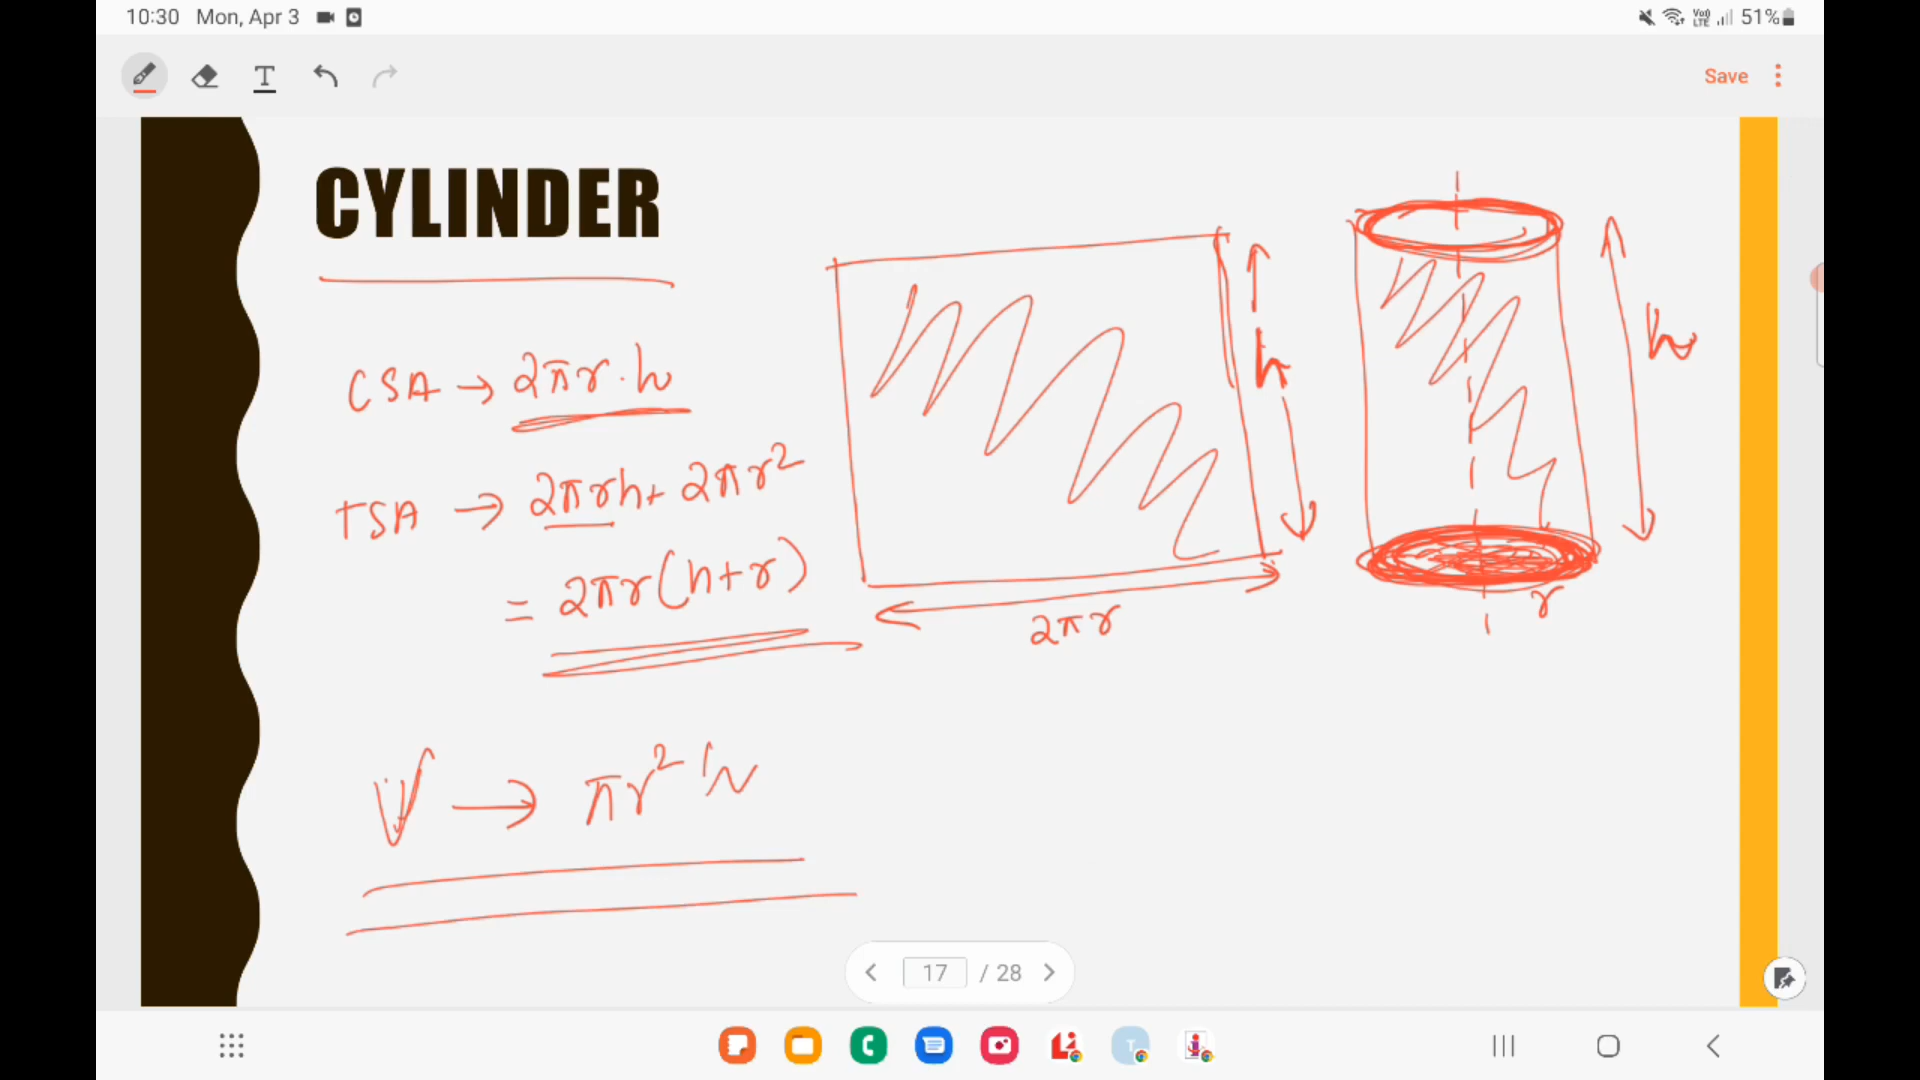 10:30 Mon, Apr 3 51%
Save
CYLINDER
CSA → 2πr.h
TSA → 2πrh + 2πr²
= 2πr(h+r)
V → πr²h
h
2πr
h
r
17 / 28